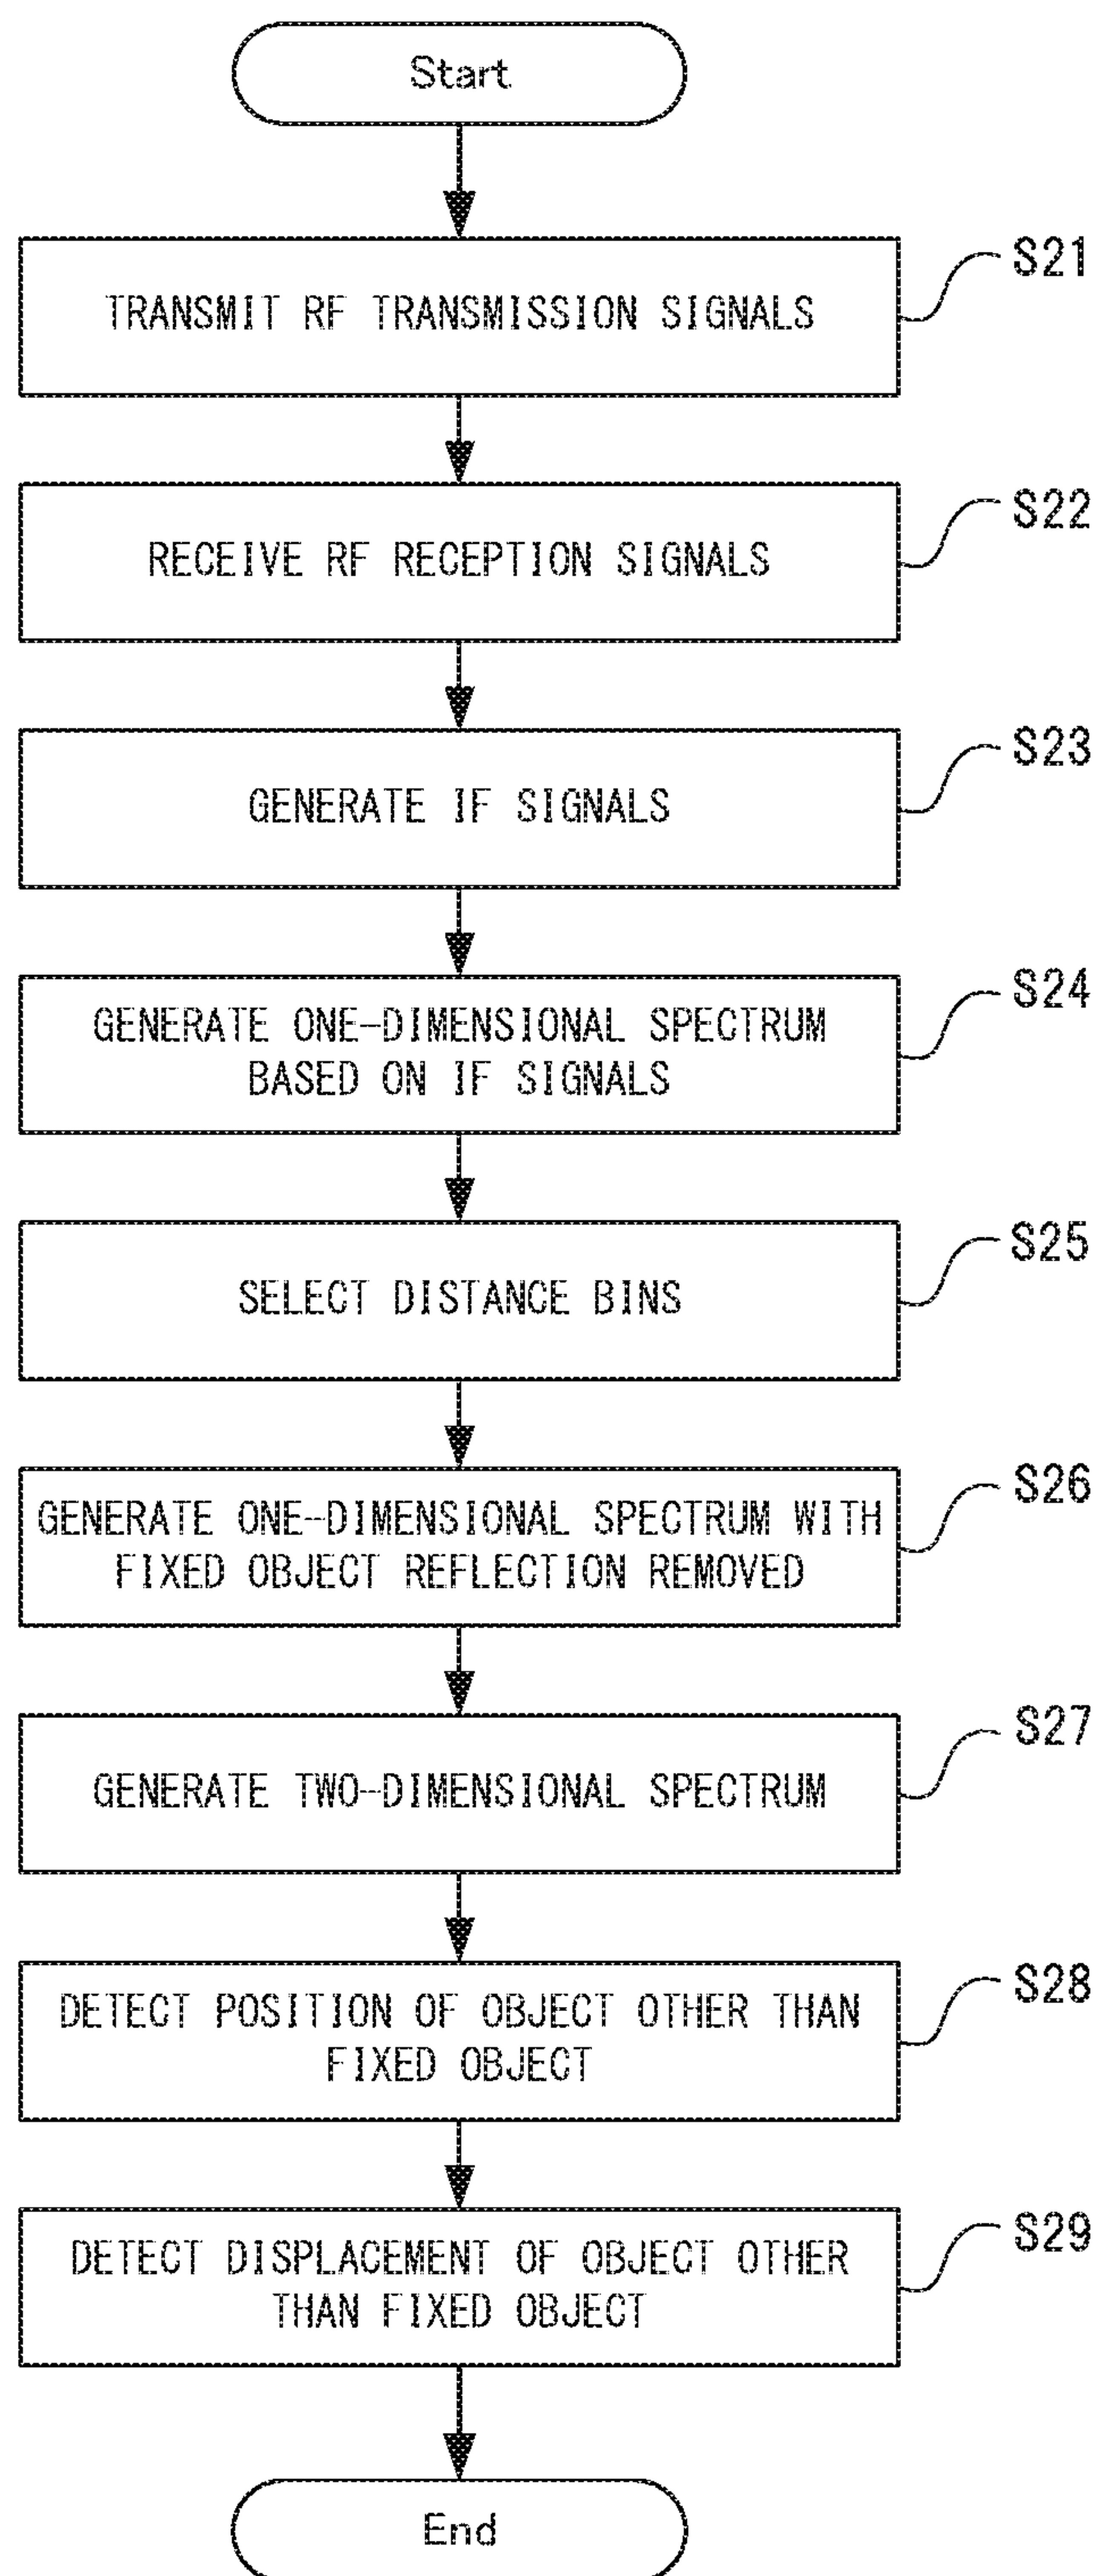 Start
TRANSMIT RF TRANSMISSION SIGNALS
S21
RECEIVE RF RECEPTION SIGNALS
S22
GENERATE IF SIGNALS
S23
GENERATE ONE-DIMENSIONAL SPECTRUM
BASED ON IF SIGNALS
S24
SELECT DISTANCE BINS
S25
GENERATE ONE-DIMENSIONAL SPECTRUM WITH
FIXED OBJECT REFLECTION REMOVED
S26
GENERATE TWO-DIMENSIONAL SPECTRUM
S27
DETECT POSITION OF OBJECT OTHER THAN
FIXED OBJECT
S28
DETECT DISPLACEMENT OF OBJECT OTHER
THAN FIXED OBJECT
S29
End